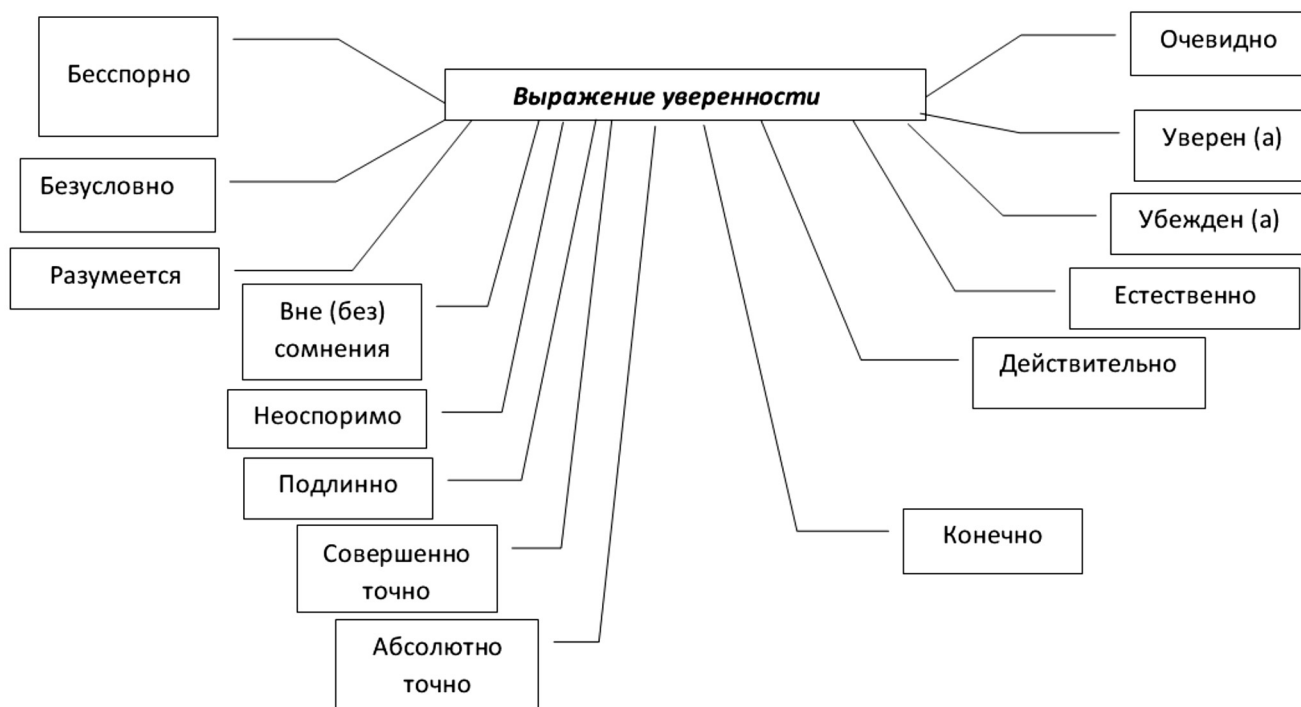 Выражение уверенности
Бесспорно
Безусловно
Разумеется
Вне (без)
сомнения
Неоспоримо
Подлинно
Совершенно
точно
Абсолютно
точно
Очевидно
Уверен (а)
Убежден (а)
Естественно
Действительно
Конечно